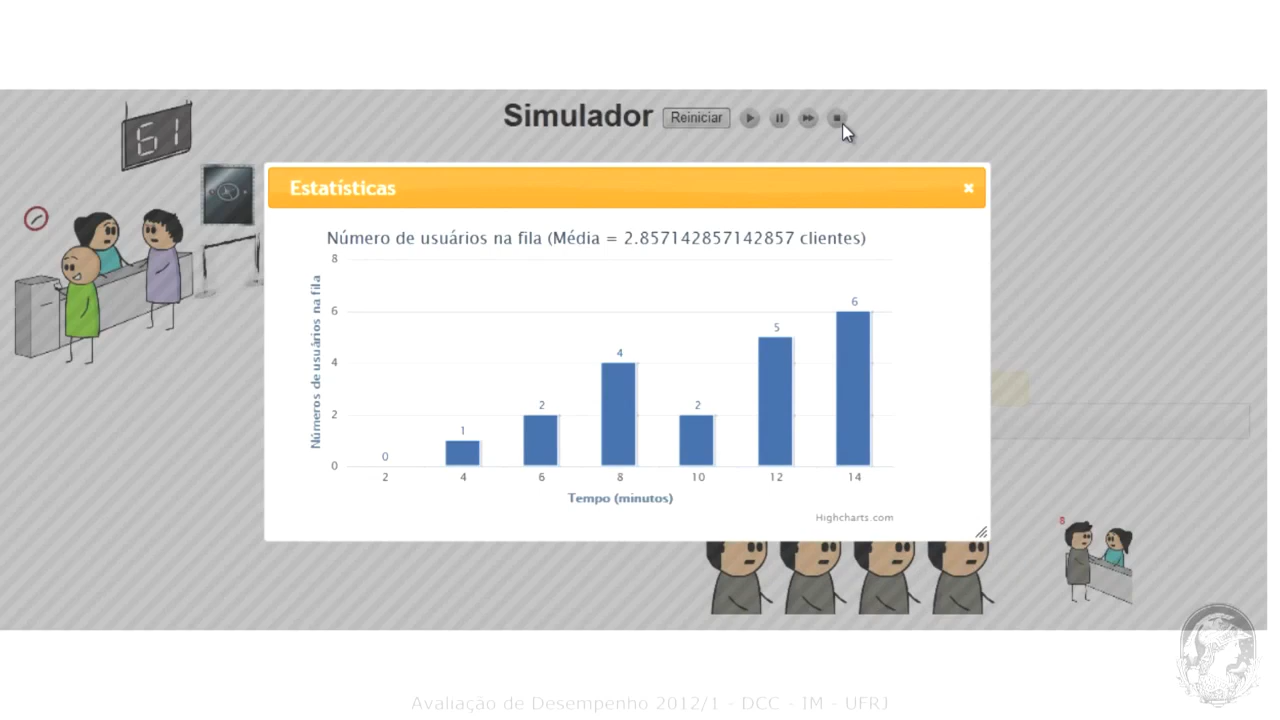 Simulador
Reiniciar
61
Estatísticas
Número de usuários na fila (Média = 2.857142857142857 clientes)
Números de usuários na fila
8
6
4
2
0
0
1
2
4
2
5
6
2 4 6 8 10 12 14
Tempo (minutos)
Highcharts.com
Avaliação de Desempenho 2012/1 - DCC - IM - UFRJ